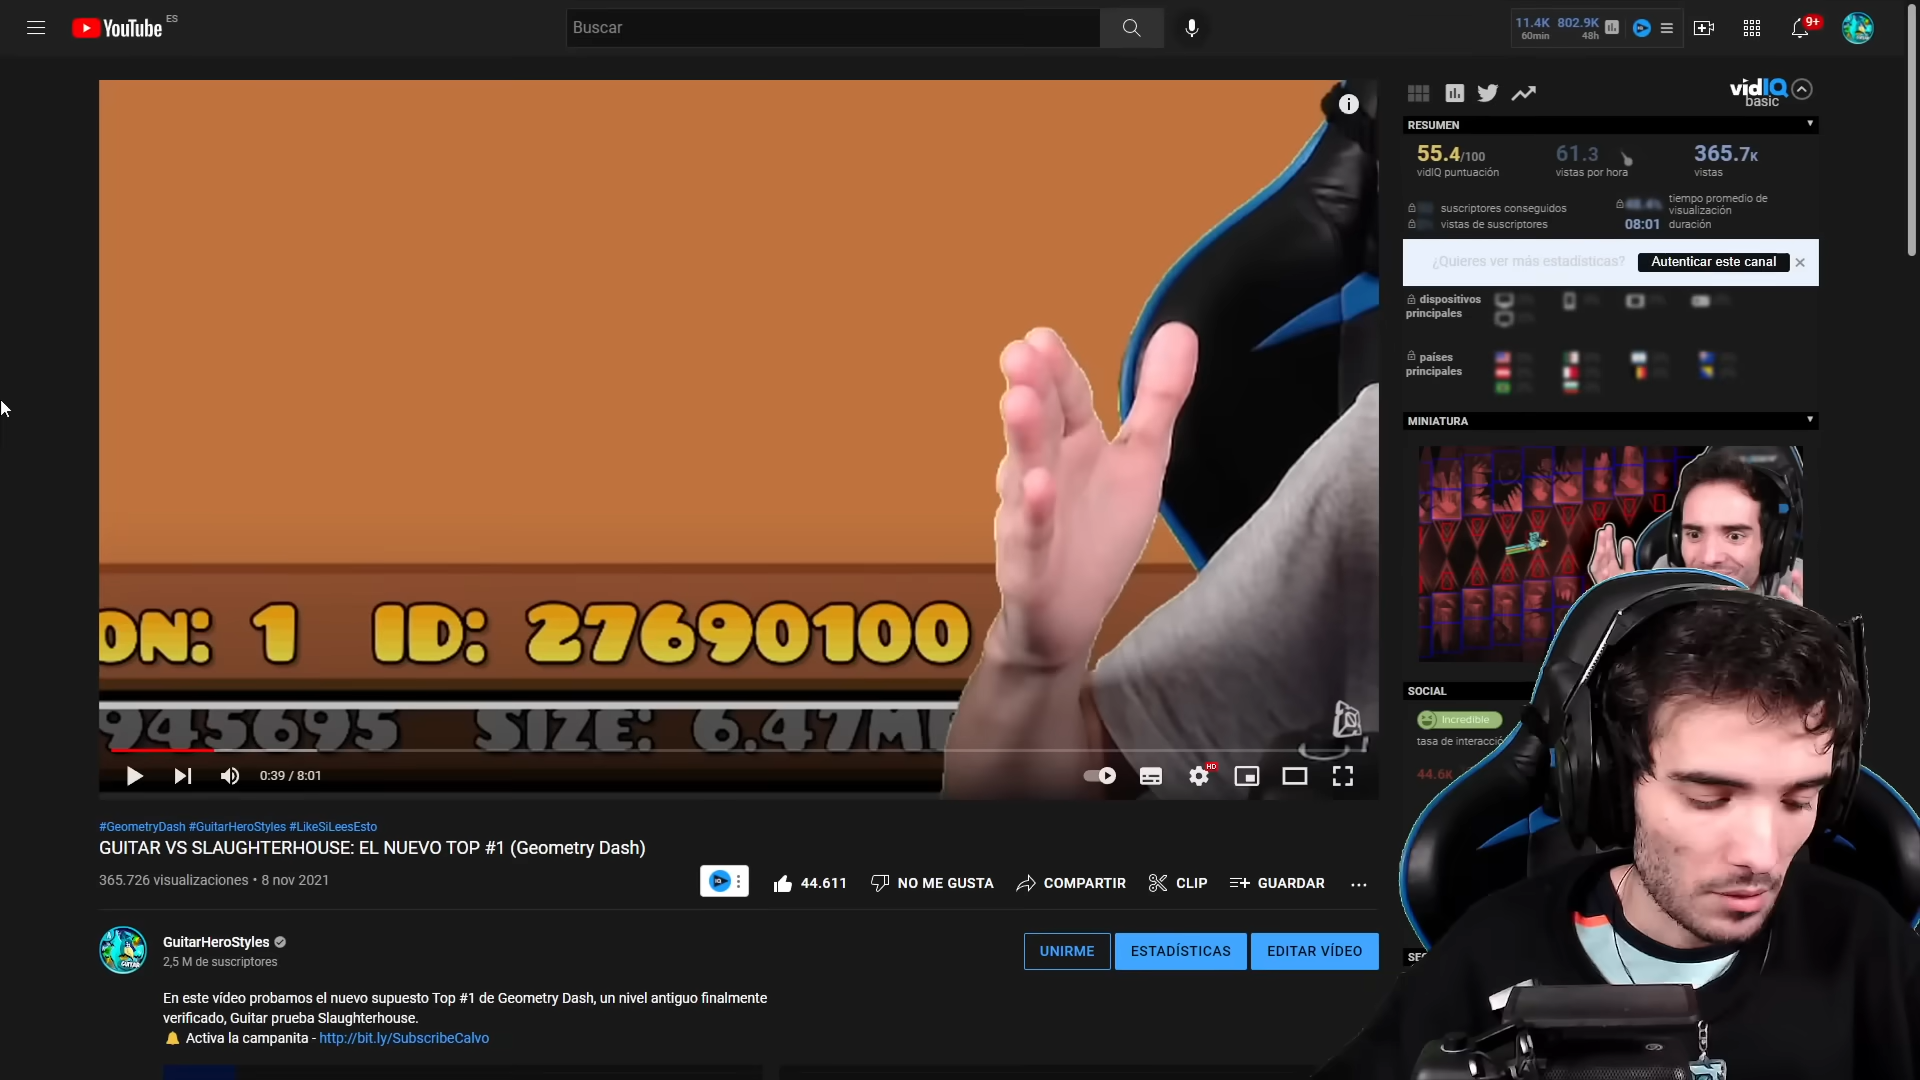 YouTube ES
Buscar
11.4K 802.9K
60min 48h
9+
ON: 1 ID: 27690100
945695 SIZE: 6.47M
0:39 / 8:01
HD
#GeometryDash #GuitarHeroStyles #LikeSiLeesEsto
GUITAR VS SLAUGHTERHOUSE: EL NUEVO TOP #1 (Geometry Dash)
365.726 visualizaciones • 8 nov 2021
44.611 NO ME GUSTA COMPARTIR CLIP GUARDAR ...
GuitarHeroStyles
2,5 M de suscriptores
UNIRME ESTADÍSTICAS EDITAR VÍDEO
En este vídeo probamos el nuevo supuesto Top #1 de Geometry Dash, un nivel antiguo finalmente
verificado, Guitar prueba Slaughterhouse.
Activa la campanita - http://bit.ly/SubscribeCalvo
vidIQ
basic
RESUMEN
55.4/100 61.3 365.7K
vidIQ puntuación vistas por hora vistas
suscriptores conseguidos
vistas de suscriptores
tiempo promedio de
visualización
08:01 duración
¿Quieres ver más estadísticas? Autenticar este canal
dispositivos
principales
países
principales
MINIATURA
SOCIAL
Incredible
tasa de interacció
44.6K